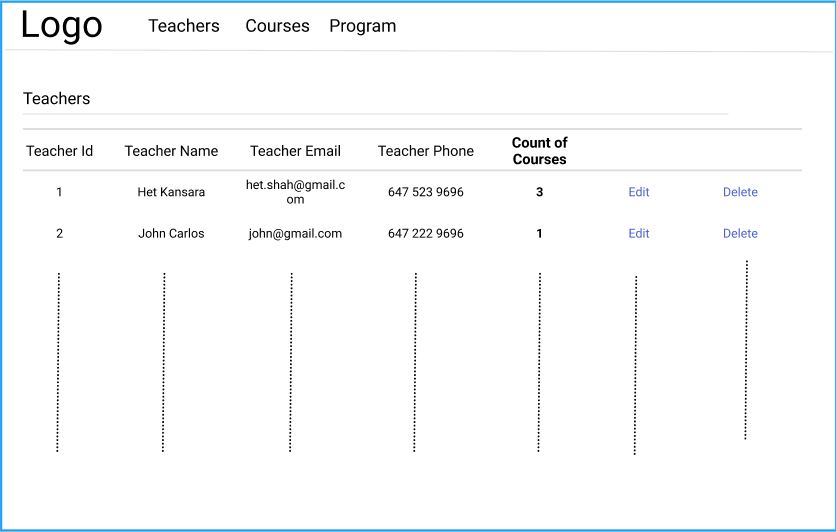 Logo Teachers Courses Program
Teachers
Teacher Id Teacher Name Teacher Email Teacher Phone Count of
Courses
1 Het Kansara het.shah@gmail.c
om 647 523 9696 3 Edit Delete
2 John Carlos john@gmail.com 647 222 9696 1 Edit Delete